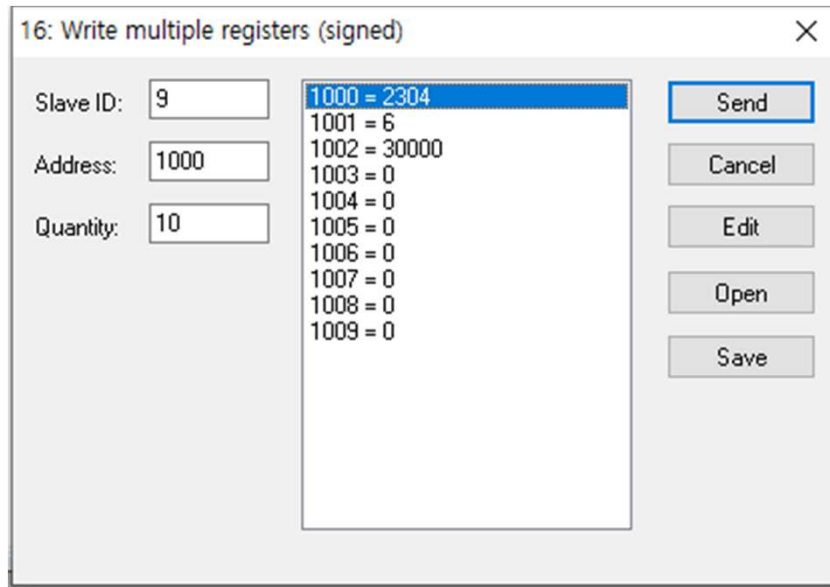 16: Write multiple registers (signed)
Slave ID: 9
Address: 1000
Quantity: 10
1000 = 2304
1001 = 6
1002 = 30000
1003 = 0
1004 = 0
1005 = 0
1006 = 0
1007 = 0
1008 = 0
1009 = 0
Send
Cancel
Edit
Open
Save